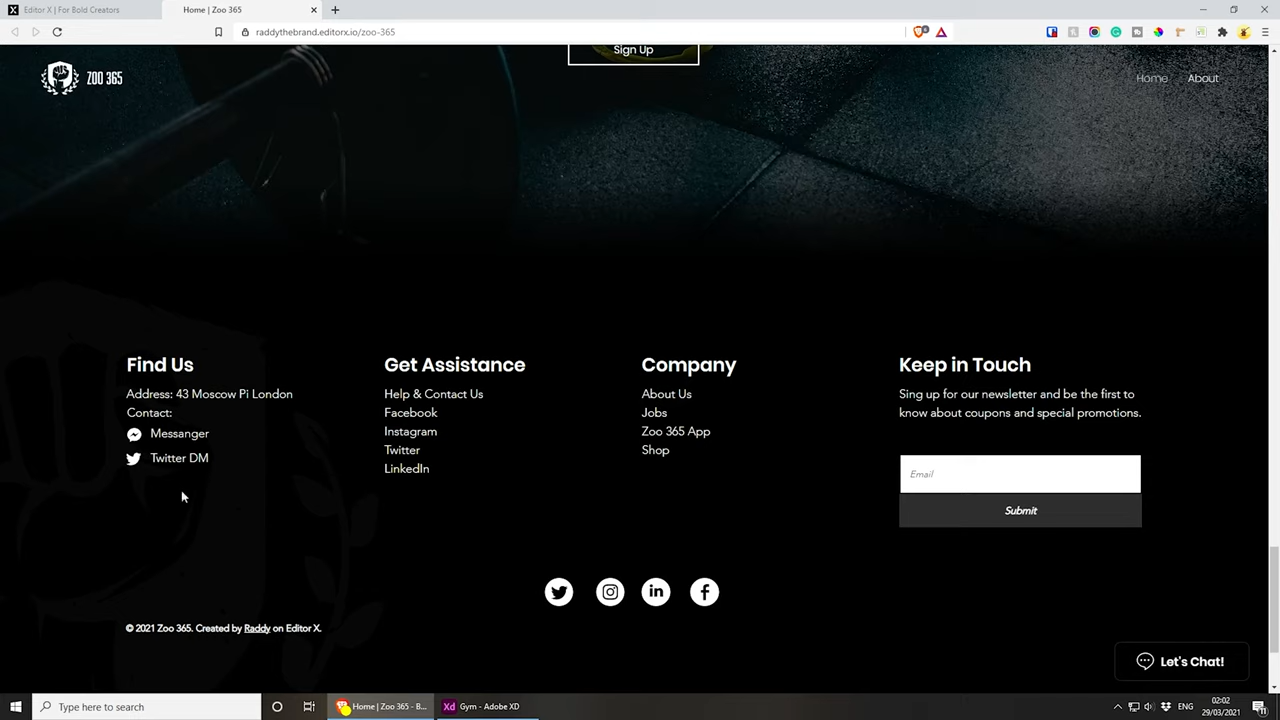 Editor X | For Bold Creators
Home | Zoo 365
raddythebrand.editorx.io/zoo-365
Sign Up
ZOO 365
Home
About
Find Us
Address: 43 Moscow Pi London
Contact:
Messanger
Twitter DM
Get Assistance
Help & Contact Us
Facebook
Instagram
Twitter
LinkedIn
Company
About Us
Jobs
Zoo 365 App
Shop
Keep in Touch
Sing up for our newsletter and be the first to
know about coupons and special promotions.
Email
Submit
© 2021 Zoo 365. Created by Raddy on Editor X.
Let's Chat!
Type here to search
Home | Zoo 365 - B...
Xd Gym - Adobe XD
ENG
02:02
29/03/2021